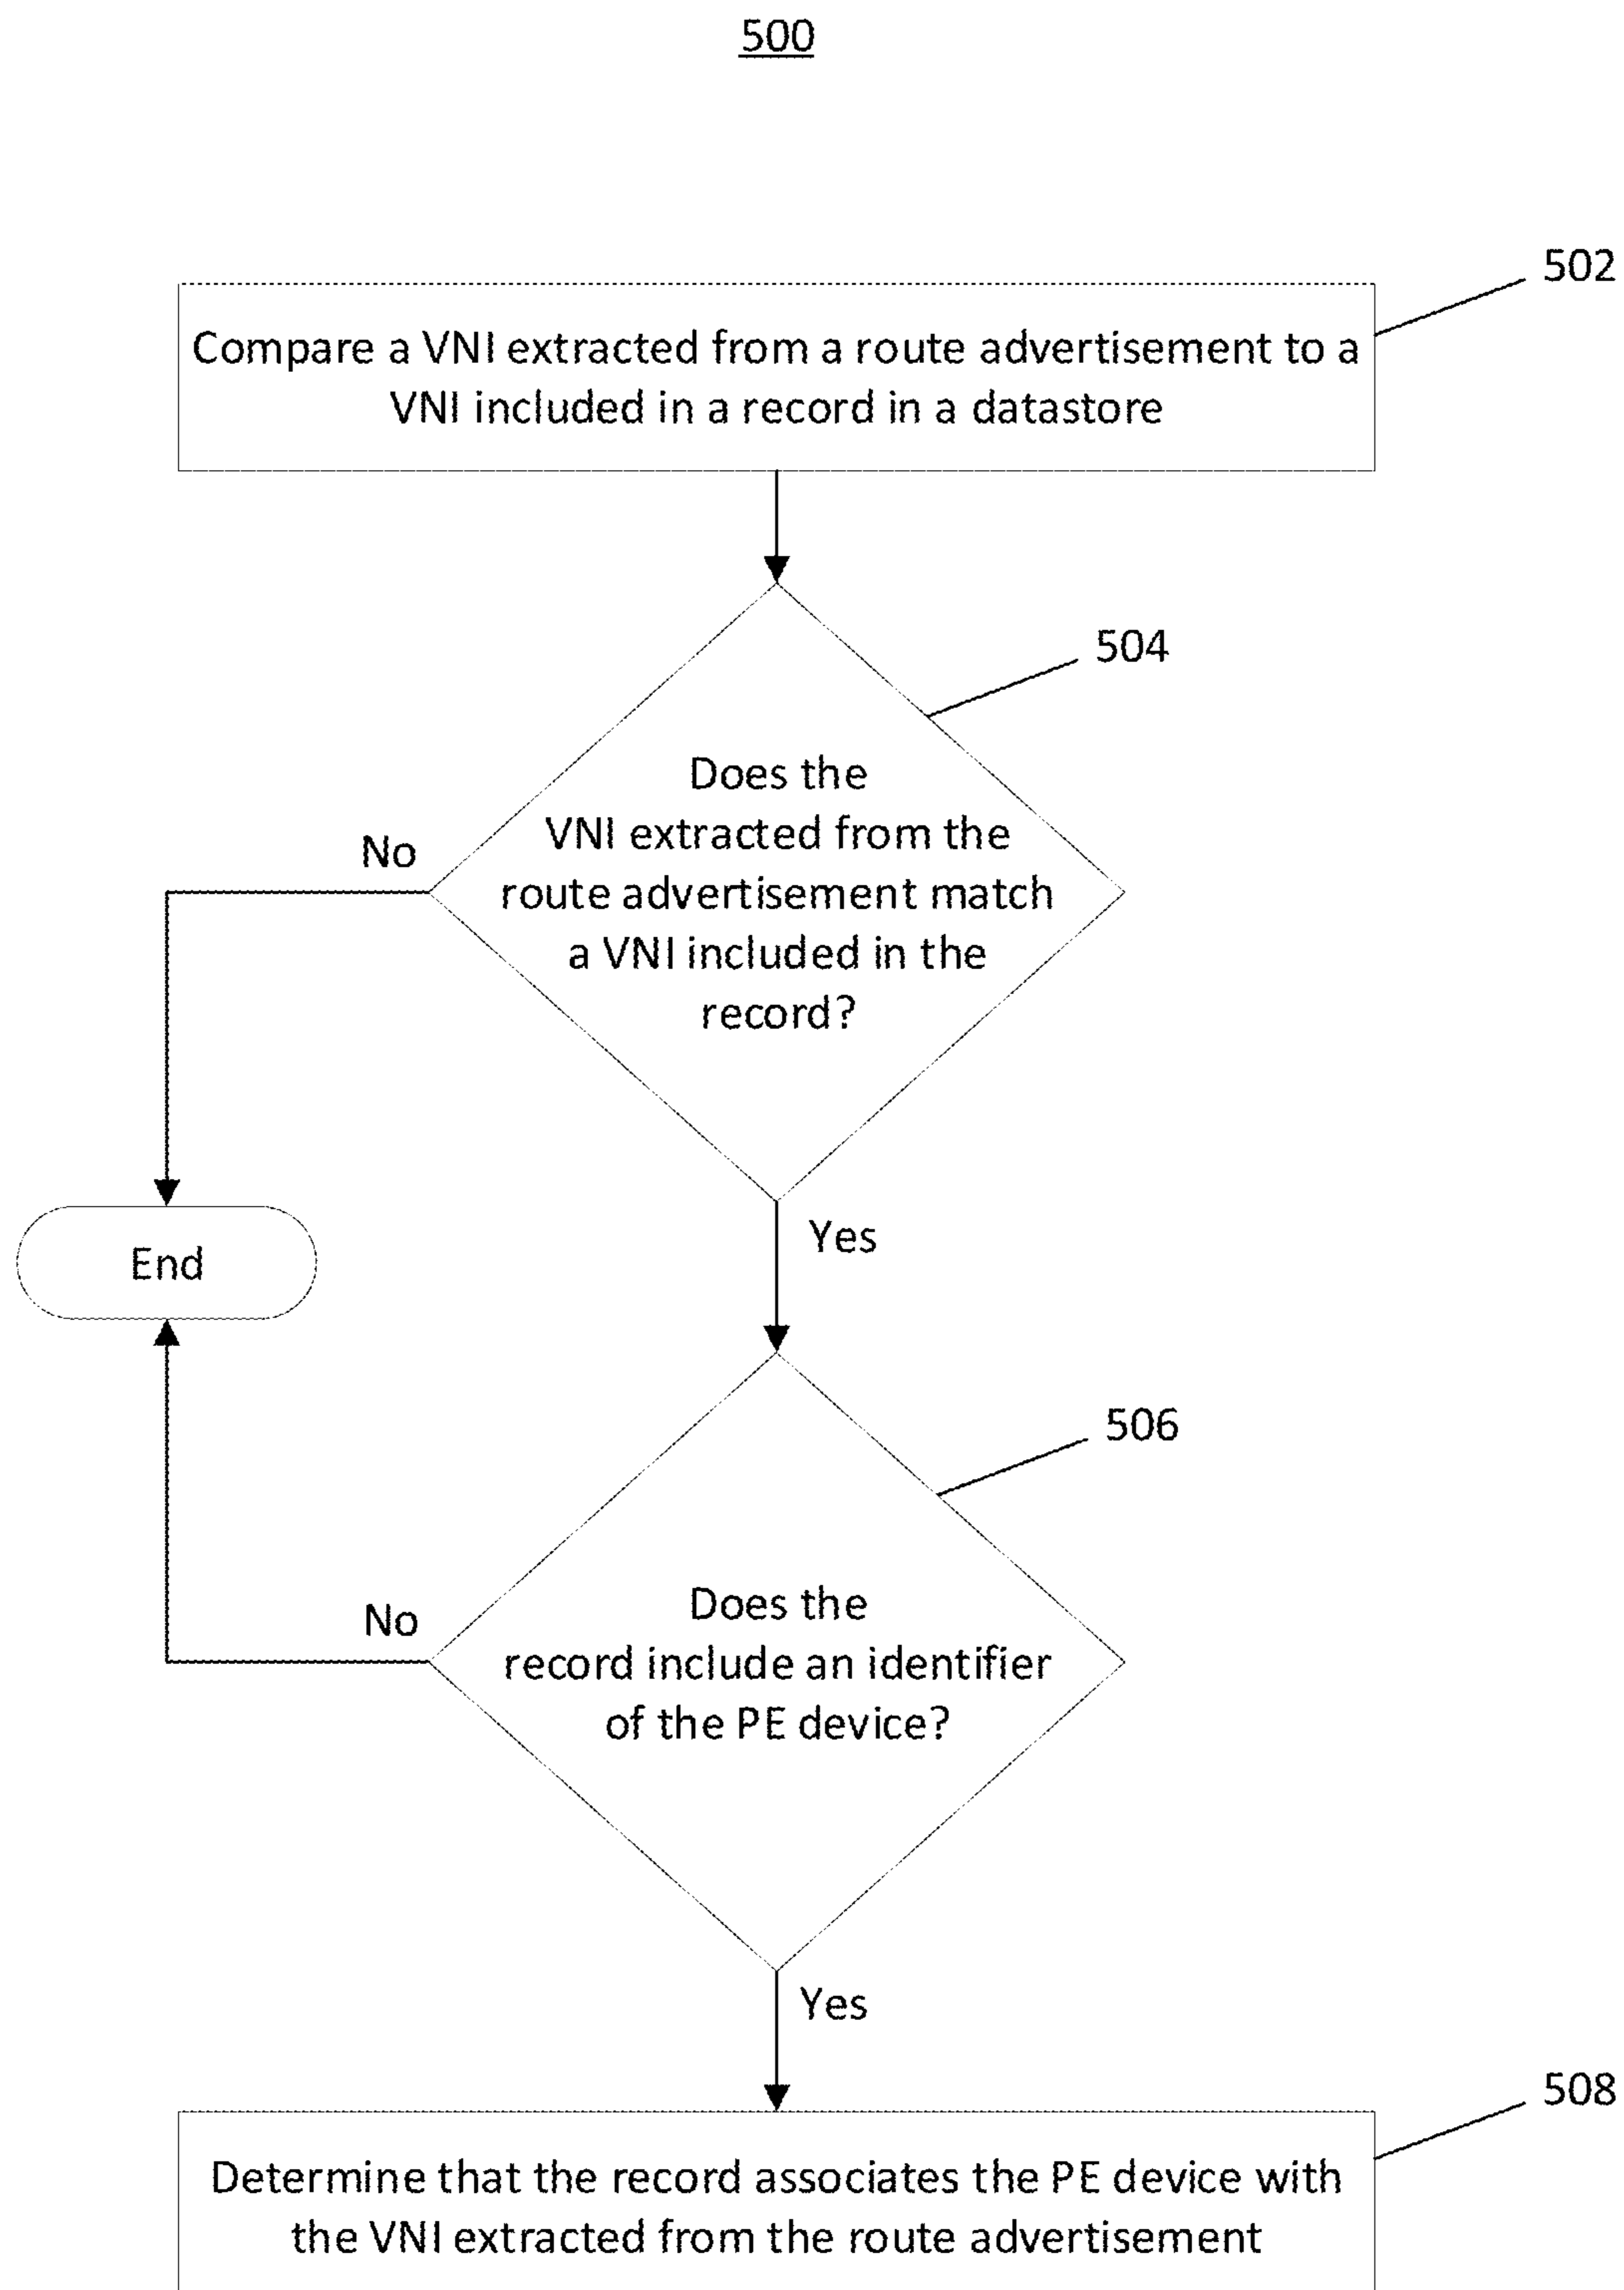 500
502
Compare a VNI extracted from a route advertisement to a
VNI included in a record in a datastore
504
Does the
VNI extracted from the
route advertisement match
a VNI included in the
record?
No
Yes
End
506
Does the
record include an identifier
of the PE device?
No
Yes
508
Determine that the record associates the PE device with
the VNI extracted from the route advertisement